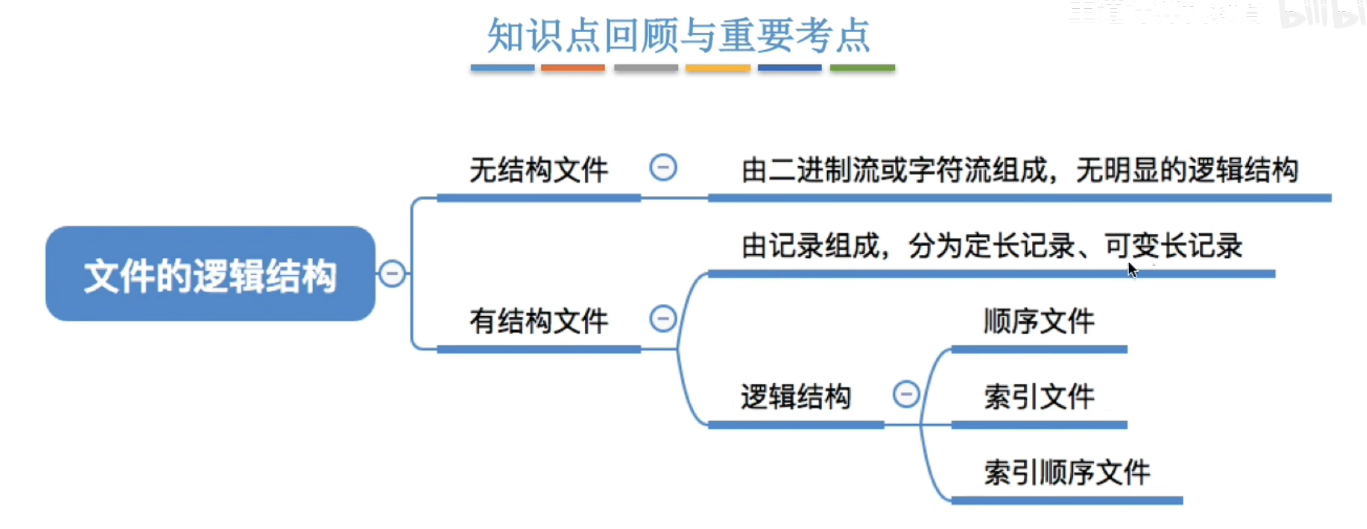 知识点回顾与重要考点
无结构文件
由二进制流或字符流组成，无明显的逻辑结构
由记录组成，分为定长记录、可变长记录
文件的逻辑结构
有结构文件
顺序文件
逻辑结构
索引文件
索引顺序文件
bilibili